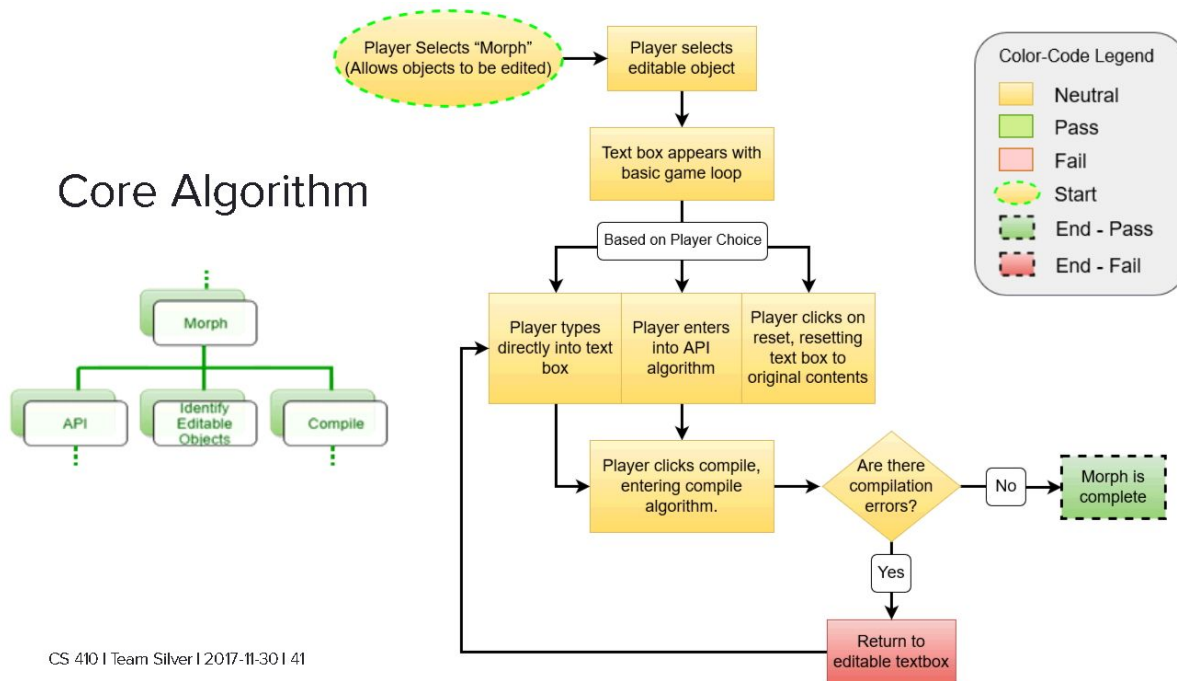 Player Selects “Morph”
(Allows objects to be edited)
Player selects
editable object
Color-Code Legend
Neutral
Pass
Fail
Start
End - Pass
End - Fail
Text box appears with
basic game loop
Core Algorithm
Based on Player Choice
Morph
API
Identify
Editable
Objects
Compile
Player types
directly into text
box
Player enters
into API
algorithm
Player clicks on
reset, resetting
text box to
original contents
Player clicks compile,
entering compile
algorithm.
Are there
compilation
errors?
No
Morph is
complete
Yes
Return to
editable textbox
CS 410 I Team Silver I 2017-11-30 I 41